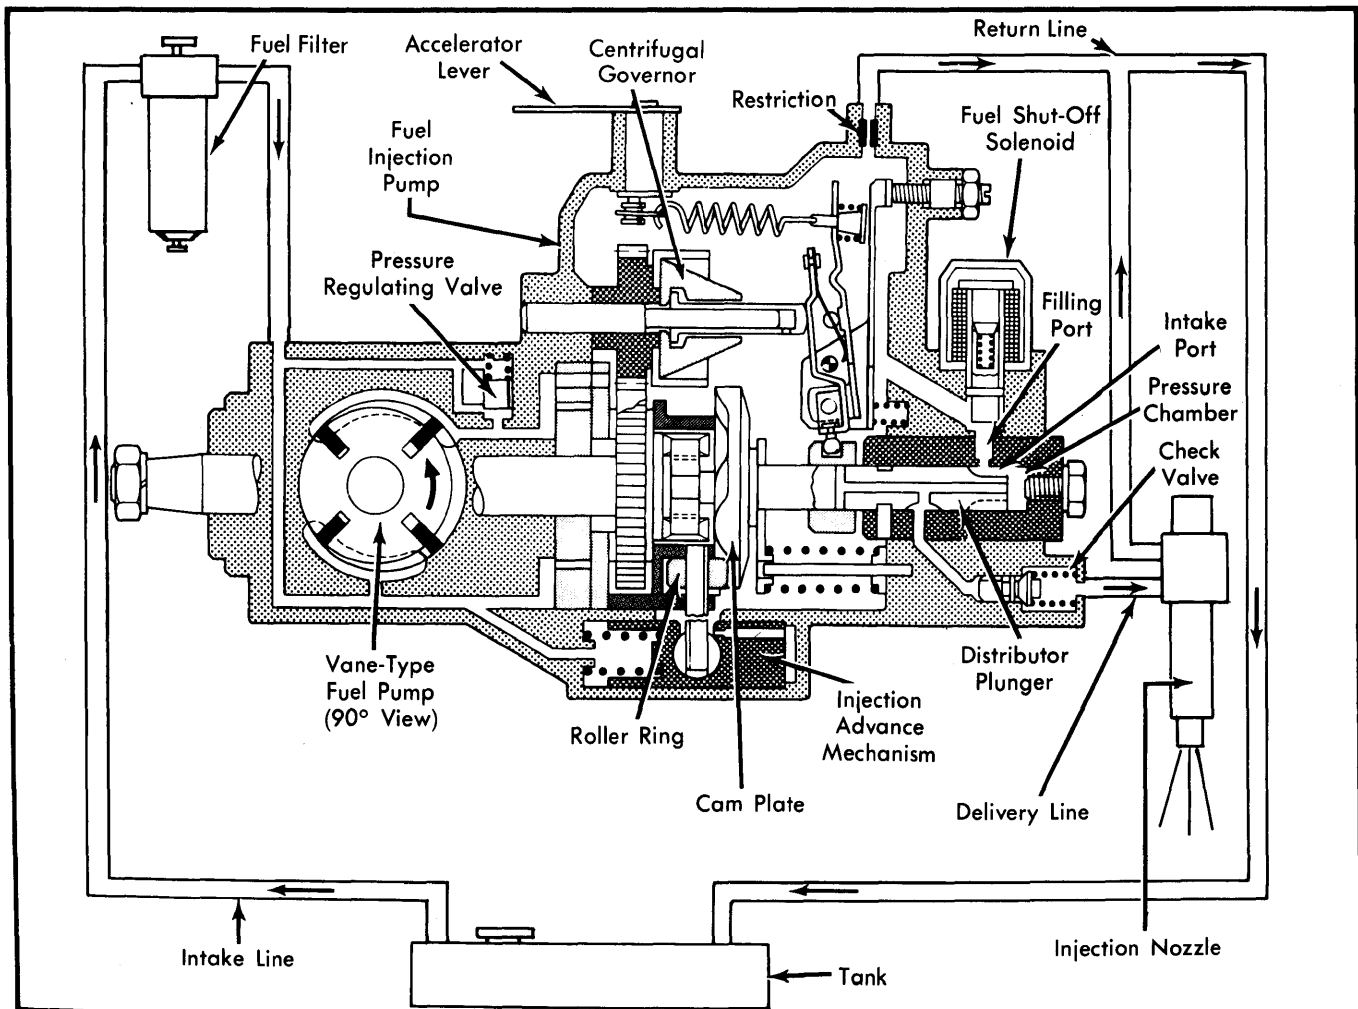 Fuel Filter
Accelerator
Lever
Centrifugal
Governor
Return Line
Restriction
Fuel Shut-Off
Solenoid
Fuel
Injection
Pump
Pressure
Regulating Valve
Filling
Port
Intake
Port
Pressure
Chamber
Check
Valve
Vane-Type
Fuel Pump
(90° View)
Roller Ring
Injection
Advance
Mechanism
Distributor
Plunger
Cam Plate
Delivery Line
Intake Line
Tank
Injection Nozzle